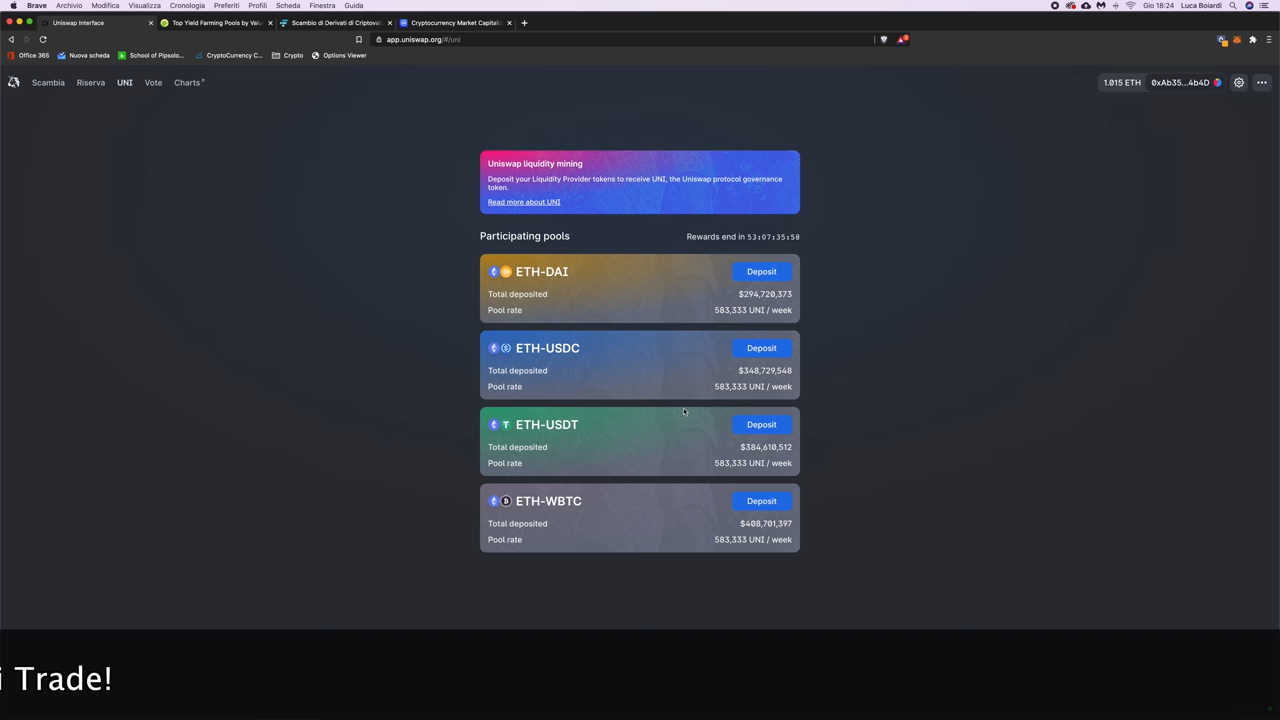 Brave Archivio Modifica Visualizza Cronologia Preferiti Profili Scheda Finestra Guida Gio 18:24 Luca Boiardi
Uniswap Interface Top Yield Farming Pools by Valu Scambio di Derivati di Criptoval Cryptocurrency Market Capitaliz
app.uniswap.org/#/uni
Office 365 Nuova scheda School of Pipsolo... CryptoCurrency C... Crypto Options Viewer
Scambia Riserva UNI Vote Charts 1.015 ETH 0xAb35...4b4D
Uniswap liquidity mining
Deposit your Liquidity Provider tokens to receive UNI, the Uniswap protocol governance
token.
Read more about UNI
Participating pools Rewards end in 53:07:35:58
ETH-DAI Deposit
Total deposited $294,720,373
Pool rate 583,333 UNI / week
ETH-USDC Deposit
Total deposited $348,729,548
Pool rate 583,333 UNI / week
ETH-USDT Deposit
Total deposited $384,610,512
Pool rate 583,333 UNI / week
ETH-WBTC Deposit
Total deposited $408,701,397
Pool rate 583,333 UNI / week
i Trade!